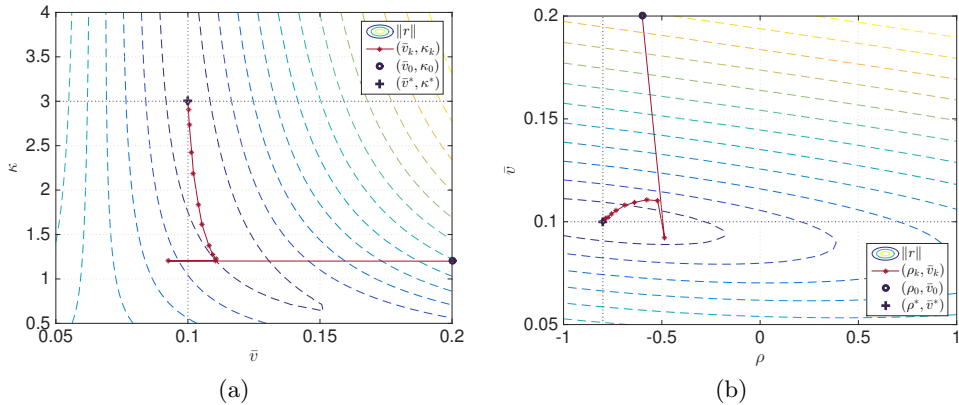 4
3.5
3
2.5
2
1.5
1
0.5
κ
0.05
0.1
0.15
0.2
v̄
‖r‖
(v̄ₖ, κₖ)
(v̄₀, κ₀)
(v̄*, κ*)
(a)
0.2
0.15
0.1
0.05
v̄
-1
-0.5
0
0.5
1
ρ
‖r‖
(ρₖ, v̄ₖ)
(ρ₀, v̄₀)
(ρ*, v̄*)
(b)